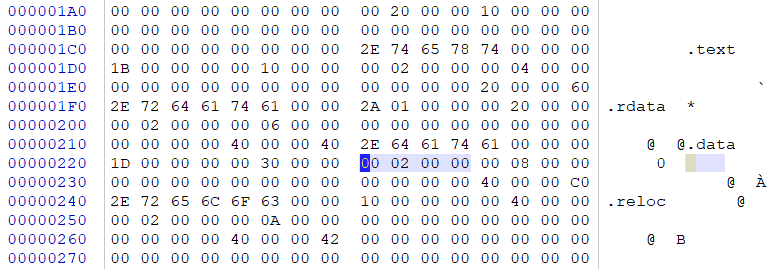 000001A0 00 00 00 00 00 00 00 00 00 20 00 00 10 00 00 00
000001B0 00 00 00 00 00 00 00 00 00 00 00 00 00 00 00 00
000001C0 00 00 00 00 00 00 00 00 2E 74 65 78 74 00 00 00 .text
000001D0 1B 00 00 00 00 10 00 00 00 02 00 00 00 04 00 00
000001E0 00 00 00 00 00 00 00 00 00 00 00 00 20 00 00 60 `
000001F0 2E 72 64 61 74 61 00 00 2A 01 00 00 00 20 00 00 .rdata *
00000200 00 02 00 00 00 06 00 00 00 00 00 00 00 00 00 00
00000210 00 00 00 00 40 00 00 40 2E 64 61 74 61 00 00 00 @ @.data
00000220 1D 00 00 00 00 30 00 00 00 02 00 00 00 08 00 00 0
00000230 00 00 00 00 00 00 00 00 00 00 00 00 40 00 00 C0 @ À
00000240 2E 72 65 6C 6F 63 00 00 10 00 00 00 00 40 00 00 .reloc @
00000250 00 02 00 00 00 0A 00 00 00 00 00 00 00 00 00 00
00000260 00 00 00 00 40 00 00 42 00 00 00 00 00 00 00 00 @ B
00000270 00 00 00 00 00 00 00 00 00 00 00 00 00 00 00 00